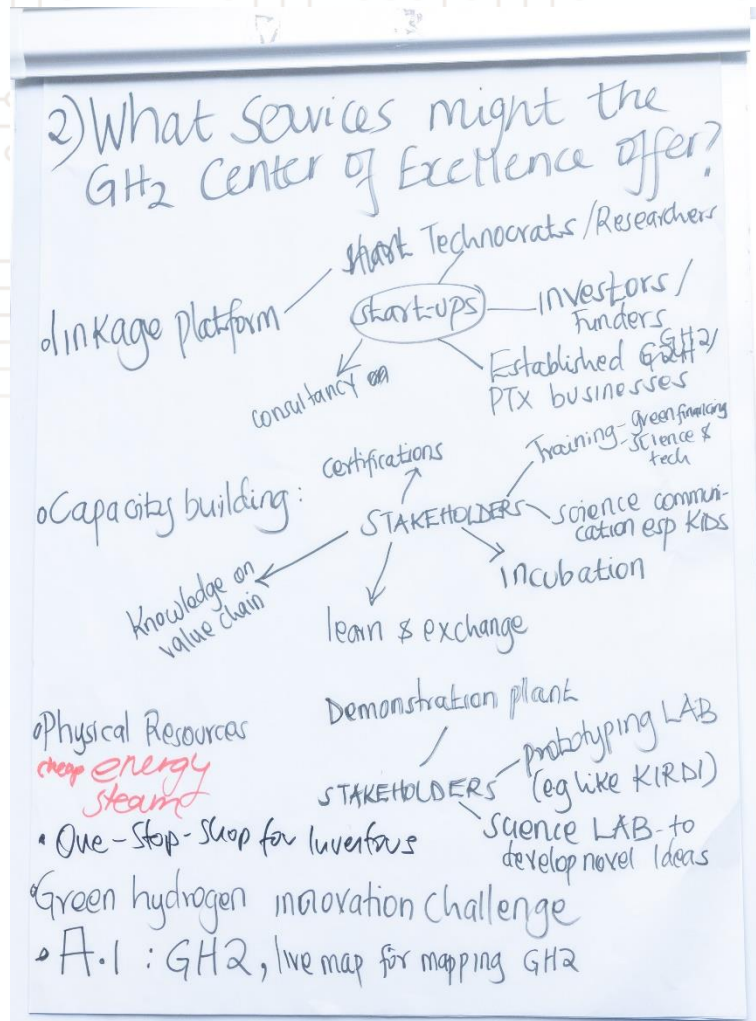 2) What Services might the
GH2 Center of Excellence offer?
Linkage platform
Technocrats / Researchers
start-ups
Investors /
Funders
Established GH2/
PTX businesses
consultancy on
Capacity building:
certifications
STAKEHOLDERS
Training - green financing
science &
tech
science communi-
cation esp KIDS
Incubation
learn & exchange
Knowledge on
value chain
Physical Resources
cheap energy
steam
Demonstration plant
STAKEHOLDERS
prototyping LAB
(eg like KIRDI)
Science LAB - to
develop novel Ideas
• One-Stop-Shop for Investors
Green hydrogen innovation challenge
• A.I : GH2, live map for mapping GH2